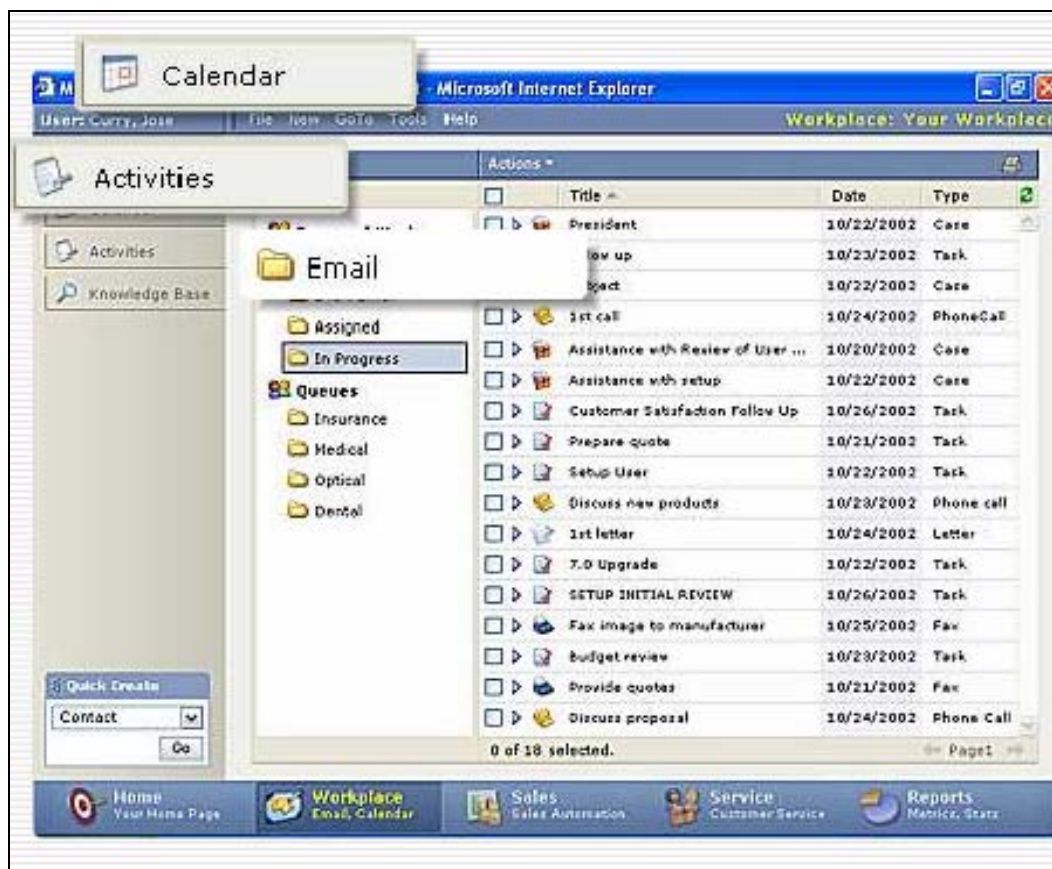 Calendar
M
- Microsoft Internet Explorer
User: Curry, Jose
File New GoTo Tools Help
Workplace: Your Workplace
Activities
Actions
Title Date Type
President 10/22/2002 Case
Email
low up 10/23/2002 Task
bject 10/22/2002 Case
Activities
Knowledge Base
Assigned
In Progress
Queues
Insurance
Medical
Optical
Dental
1st call 10/24/2002 PhoneCall
Assistance with Review of User ... 10/20/2002 Case
Assistance with setup 10/22/2002 Case
Customer Satisfaction Follow Up 10/26/2002 Task
Prepare quote 10/21/2002 Task
Setup User 10/22/2002 Task
Discuss new products 10/23/2002 Phone call
1st letter 10/24/2002 Letter
7.0 Upgrade 10/22/2002 Task
SETUP INITIAL REVIEW 10/26/2002 Task
Fax image to manufacturer 10/25/2002 Fax
Budget review 10/23/2002 Task
Provide quotes 10/21/2002 Fax
Discuss proposal 10/24/2002 Phone Call
0 of 18 selected.
Page1
Quick Create
Contact
Go
Home
Your Home Page
Workplace
Email, Calendar
Sales
Sales Automation
Service
Customer Service
Reports
Metrics, Stats